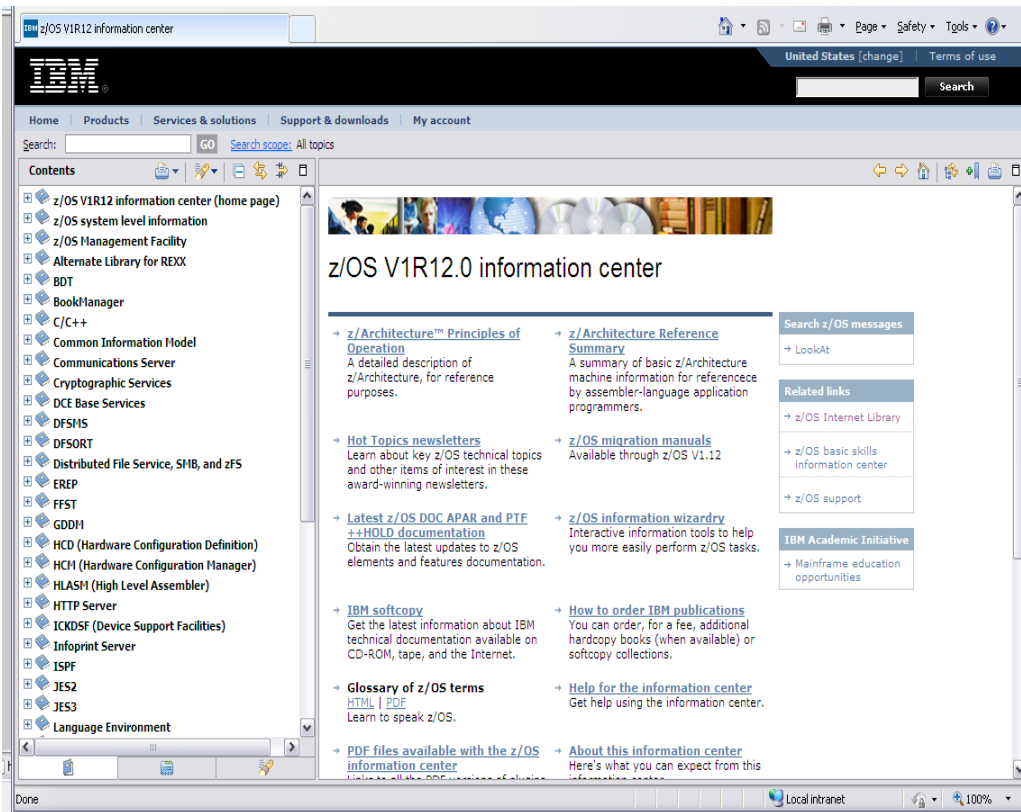 z/OS V1R12 information center
Page Safety Tools
IBM
United States [change] Terms of use
Search
Home Products Services & solutions Support & downloads My account
Search: GO Search scope: All topics
Contents
z/OS V1R12 information center (home page)
z/OS system level information
z/OS Management Facility
Alternate Library for REXX
BDT
BookManager
C/C++
Common Information Model
Communications Server
Cryptographic Services
DCE Base Services
DFSMS
DFSORT
Distributed File Service, SMB, and zFS
EREP
FFST
GDDM
HCD (Hardware Configuration Definition)
HCM (Hardware Configuration Manager)
HLASM (High Level Assembler)
HTTP Server
ICKDSF (Device Support Facilities)
Infoprint Server
ISPF
JES2
JES3
Language Environment
z/OS V1R12.0 information center
z/Architecture™ Principles of
Operation
A detailed description of
z/Architecture, for reference
purposes.
z/Architecture Reference
Summary
A summary of basic z/Architecture
machine information for referencece
by assembler-language application
programmers.
Hot Topics newsletters
Learn about key z/OS technical topics
and other items of interest in these
award-winning newsletters.
z/OS migration manuals
Available through z/OS V1.12
Latest z/OS DOC APAR and PTF
++HOLD documentation
Obtain the latest updates to z/OS
elements and features documentation.
z/OS information wizardry
Interactive information tools to help
you more easily perform z/OS tasks.
IBM softcopy
Get the latest information about IBM
technical documentation available on
CD-ROM, tape, and the Internet.
How to order IBM publications
You can order, for a fee, additional
hardcopy books (when available) or
softcopy collections.
Glossary of z/OS terms
HTML | PDF
Learn to speak z/OS.
Help for the information center
Get help using the information center.
PDF files available with the z/OS
information center
Links to all the PDF versions of plugins
About this information center
Here's what you can expect from this
information center.
Search z/OS messages
LookAt
Related links
z/OS Internet Library
z/OS basic skills
information center
z/OS support
IBM Academic Initiative
Mainframe education
opportunities
Done
Local intranet
100%